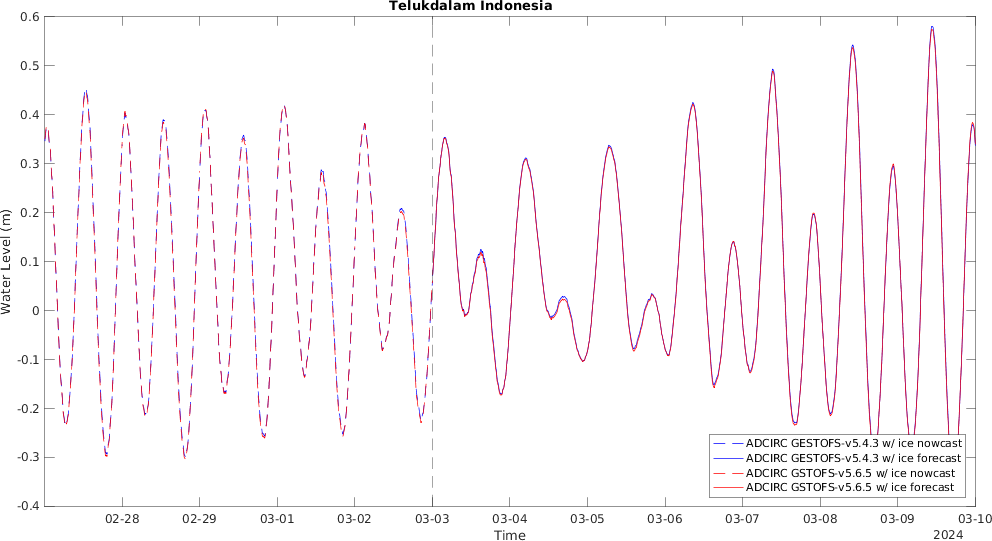 Telukdalam Indonesia
0.6
0.5
0.4
0.3
0.2
0.1
0
-0.1
-0.2
-0.3
-0.4
Water Level (m)
ADCIRC GESTOFS-v5.4.3 w/ ice nowcast
ADCIRC GESTOFS-v5.4.3 w/ ice forecast
ADCIRC GSTOFS-v5.6.5 w/ ice nowcast
ADCIRC GSTOFS-v5.6.5 w/ ice forecast
02-28 02-29 03-01 03-02 03-03 03-04 03-05 03-06 03-07 03-08 03-09 03-10
Time
2024